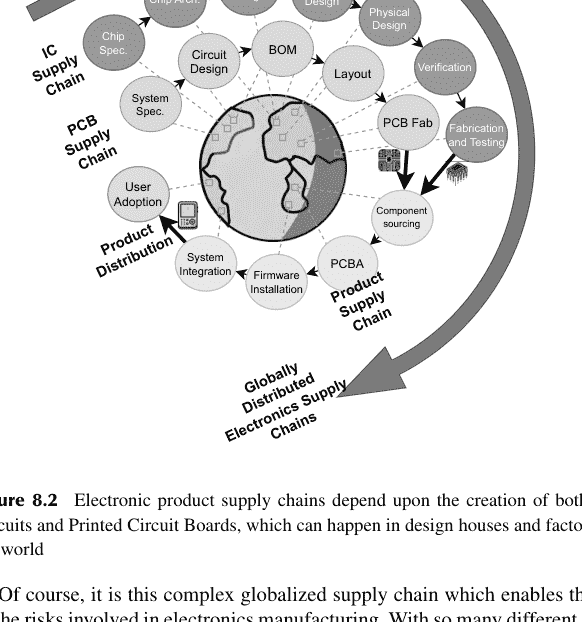 Chip Arch.
Design
Physical
Design
Chip
Spec.
IC
Supply
Chain
Circuit
Design
BOM
Layout
Verification
System
Spec.
PCB
Supply
Chain
PCB Fab
Fabrication
and Testing
User
Adoption
Component
sourcing
Product
Distribution
System
Integration
Firmware
Installation
PCBA
Product
Supply
Chain
Globally
Distributed
Electronics Supply
Chains
ure 8.2 Electronic product supply chains depend upon the creation of both
cuits and Printed Circuit Boards, which can happen in design houses and facto
world
Of course, it is this complex globalized supply chain which enables th
he risks involved in electronics manufacturing. With so many different